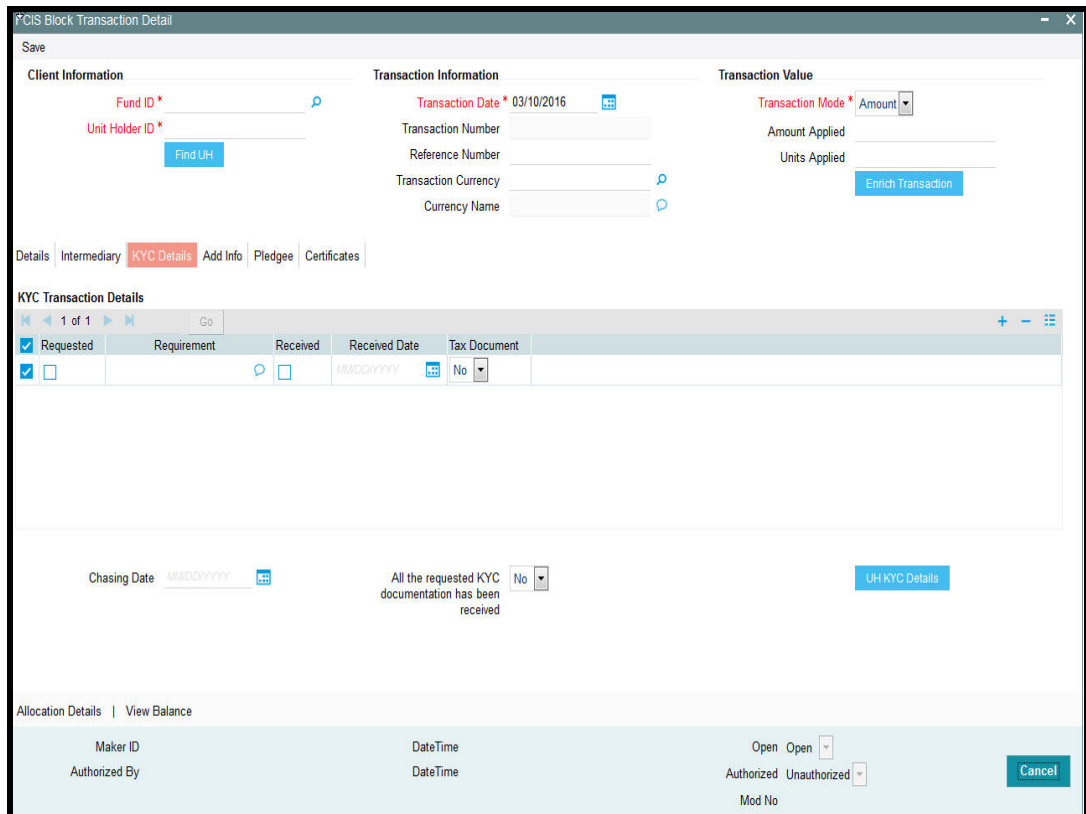 FCIS Block Transaction Detail
Save
Client Information
Transaction Information
Transaction Value
Fund ID *
Transaction Date * 03/10/2016
Transaction Mode * Amount
Unit Holder ID *
Transaction Number
Amount Applied
Find UH
Reference Number
Units Applied
Transaction Currency
Enrich Transaction
Currency Name
Details Intermediary KYC Details Add Info Pledgee Certificates
KYC Transaction Details
1 of 1 Go
Requested Requirement Received Received Date Tax Document
MM/DD/YYYY No
Chasing Date MM/DD/YYYY
All the requested KYC documentation has been received No
UH KYC Details
Allocation Details | View Balance
Maker ID
DateTime
Open Open
Authorized By
DateTime
Authorized Unauthorized
Cancel
Mod No